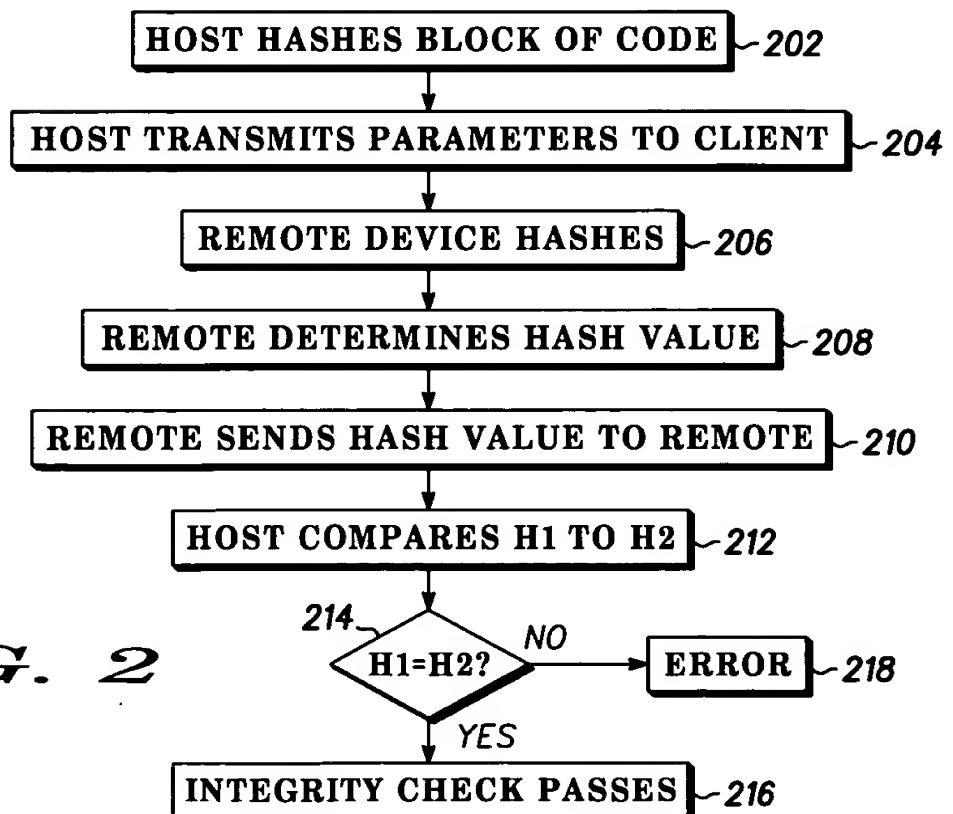 HOST HASHES BLOCK OF CODE 202
HOST TRANSMITS PARAMETERS TO CLIENT 204
REMOTE DEVICE HASHES 206
REMOTE DETERMINES HASH VALUE 208
REMOTE SENDS HASH VALUE TO REMOTE 210
HOST COMPARES H1 TO H2 212
214
H1=H2?
NO
ERROR 218
G. 2
YES
INTEGRITY CHECK PASSES 216